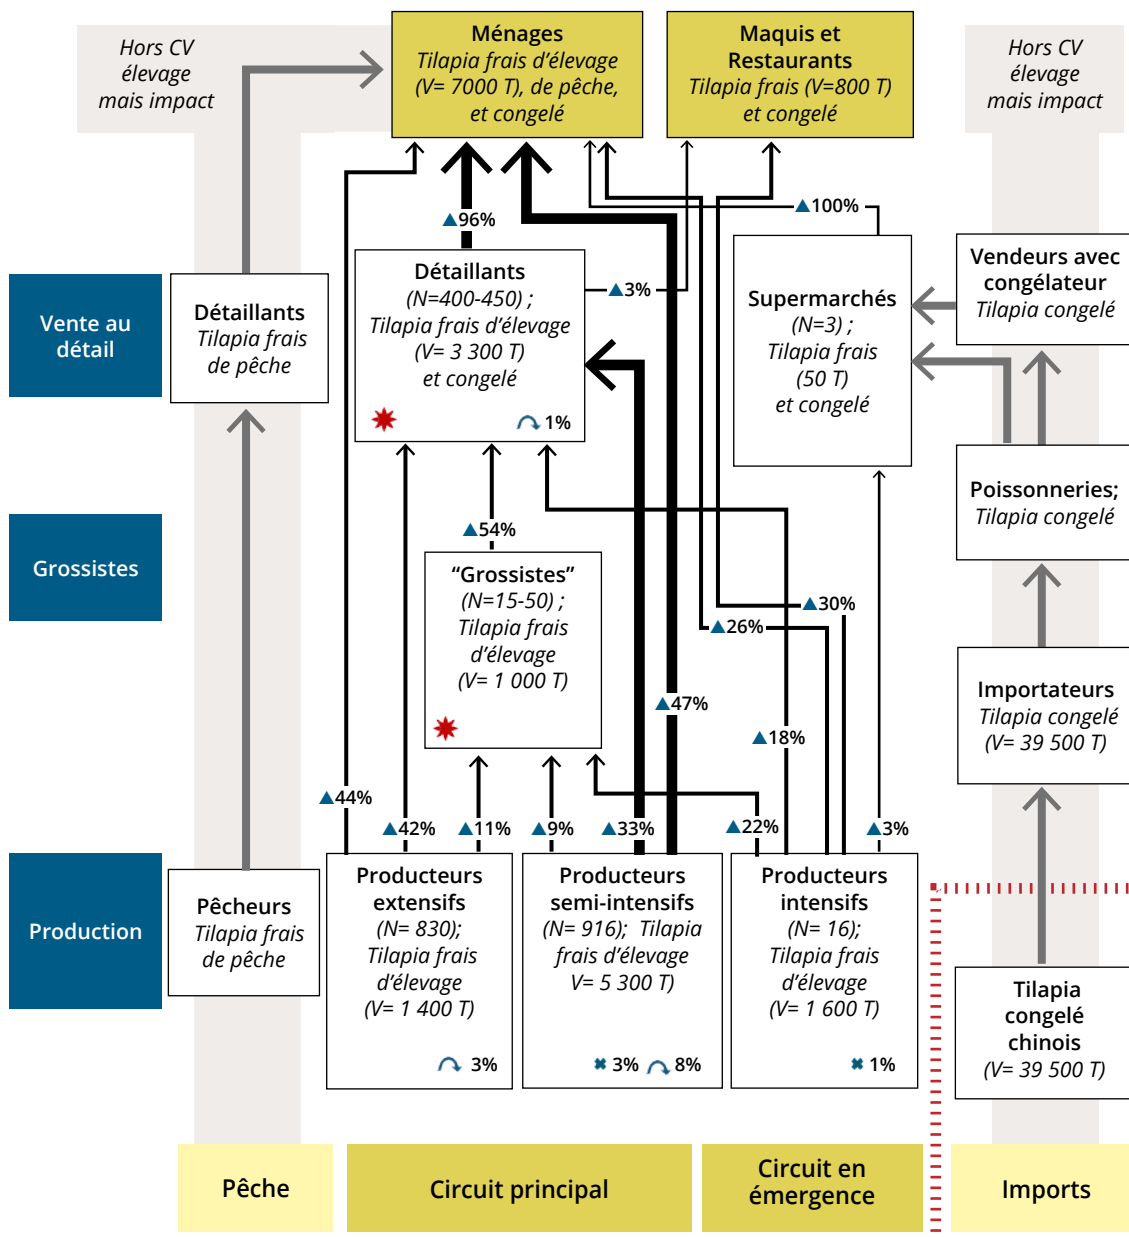 Hors CV
élevage
mais impact
Ménages
Tilapia frais d'élevage
(V= 7000 T), de pêche,
et congelé
Maquis et
Restaurants
Tilapia frais (V=800 T)
et congelé
Hors CV
élevage
mais impact
96%
100%
3%
Vente au
détail
Détaillants
Tilapia frais
de pêche
Détaillants
(N=400-450) ;
Tilapia frais d'élevage
(V= 3 300 T)
et congelé
1%
Supermarchés
(N=3) ;
Tilapia frais
(50 T)
et congelé
Vendeurs avec
congélateur
Tilapia congelé
Poissonneries;
Tilapia congelé
54%
Grossistes
"Grossistes"
(N=15-50) ;
Tilapia frais
d'élevage
(V= 1 000 T)
30%
26%
47%
18%
Importateurs
Tilapia congelé
(V= 39 500 T)
44%
42%
11%
9%
33%
22%
3%
Production
Pêcheurs
Tilapia frais
de pêche
Producteurs
extensifs
(N= 830);
Tilapia frais
d'élevage
(V= 1 400 T)
3%
Producteurs
semi-intensifs
(N= 916); Tilapia
frais d'élevage
V= 5 300 T)
3% 8%
Producteurs
intensifs
(N= 16);
Tilapia frais
d'élevage
(V= 1 600 T)
1%
Tilapia
congelé
chinois
(V= 39 500 T)
Pêche
Circuit principal
Circuit en
émergence
Imports